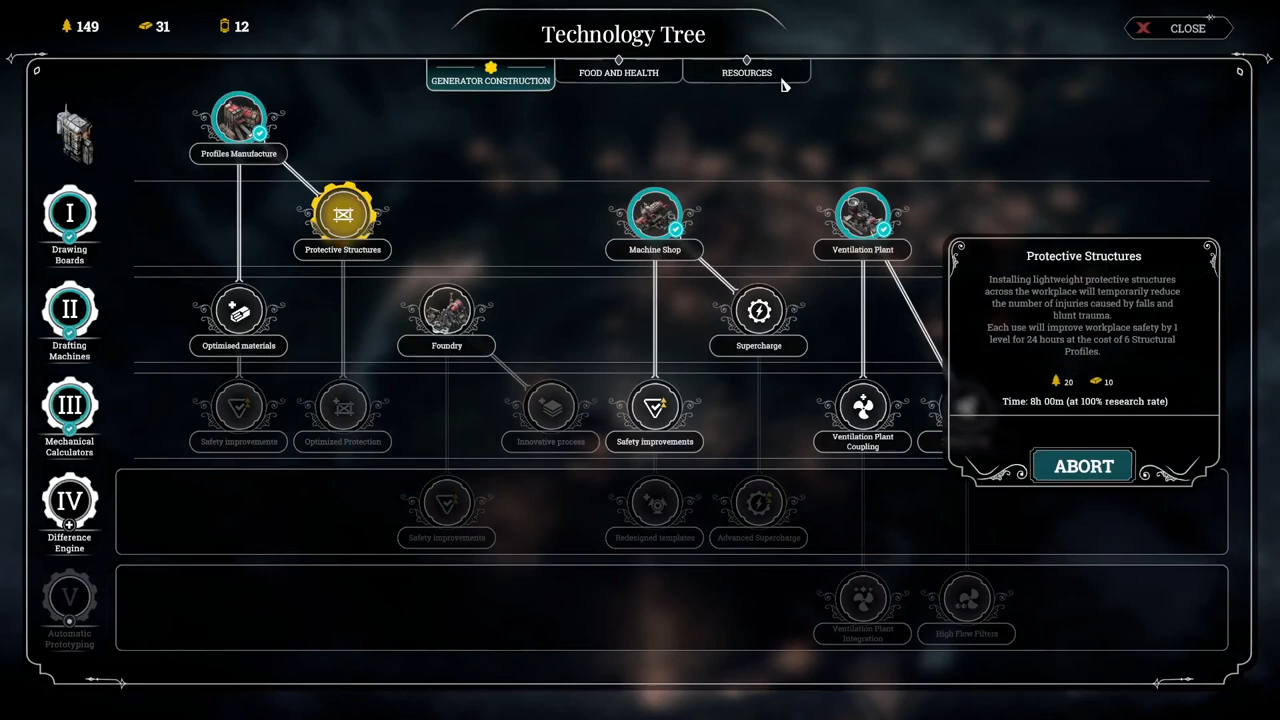 149
31
12
Technology Tree
CLOSE
GENERATOR CONSTRUCTION
FOOD AND HEALTH
RESOURCES
Profiles Manufacture
I
Drawing
Boards
Protective Structures
Machine Shop
Ventilation Plant
II
Drafting
Machines
Optimised materials
Foundry
Supercharge
III
Mechanical
Calculators
Safety improvements
Optimized Protection
Innovative process
Safety improvements
Ventilation Plant
Coupling
Protective Structures
Installing lightweight protective structures
across the workplace will temporarily reduce
the number of injuries caused by falls and
blunt trauma.
Each use will improve workplace safety by 1
level for 24 hours at the cost of 6 Structural
Profiles.
20
10
Time: 8h 00m (at 100% research rate)
ABORT
IV
Difference
Engine
Safety improvements
Redesigned templates
Advanced Supercharge
V
Automatic
Prototyping
Ventilation Plant
Integration
High Flow Filters